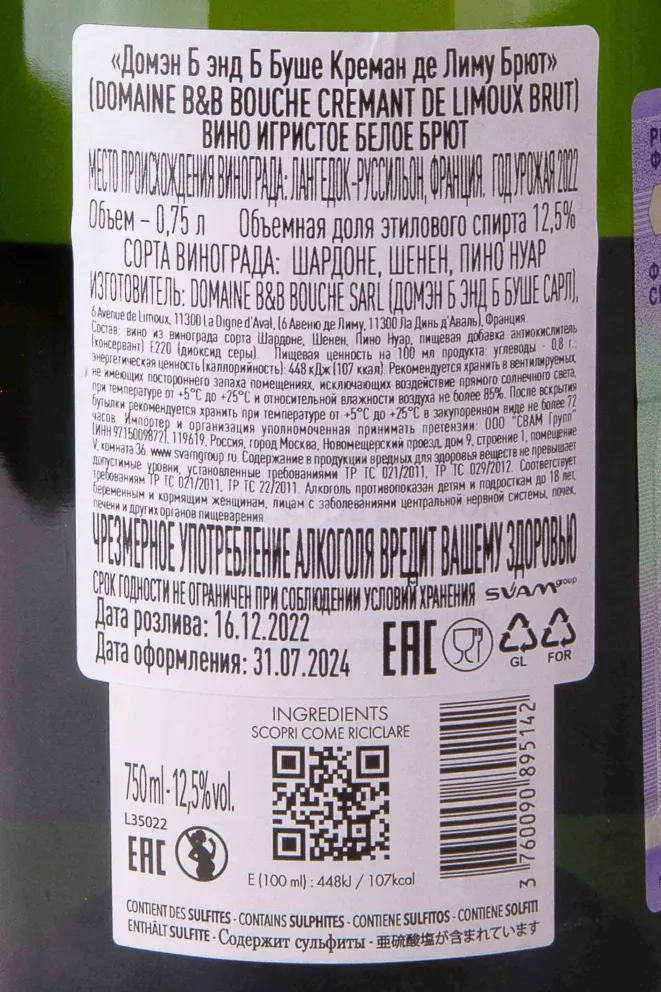 «Домэн Б энд Б Буше Креман де Лиму Брют»
(DOMAINE B&B BOUCHE CREMANT DE LIMOUX BRUT)
ВИНО ИГРИСТОЕ БЕЛОЕ БРЮТ
МЕСТО ПРОИСХОЖДЕНИЯ ВИНОГРАДА: ЛАНГЕДОК-РУССИЛЬОН, ФРАНЦИЯ. ГОД УРОЖАЯ 2022
Объем – 0,75 л Объемная доля этилового спирта 12,5%
СОРТА ВИНОГРАДА: ШАРДОНЕ, ШЕНЕН, ПИНО НУАР
ИЗГОТОВИТЕЛЬ: DOMAINE B&B BOUCHE SARL (ДОМЭН Б ЭНД Б БУШЕ САРЛ),
6 Avenue de Limoux, 11300 La Digne d'Aval, (6 Авеню де Лиму, 11300 Ла Динь д'Аваль), Франция.
Состав: вино из винограда сорта Шардоне, Шенен, Пино Нуар, пищевая добавка антиокислитель
(консервант) Е220 (диоксид серы). Пищевая ценность на 100 мл продукта: углеводы - 0,8 г.;
энергетическая ценность (каллорийность): 448 кДж (107 ккал). Рекомендуется хранить в вентилируемых,
не имеющих постороннего запаха помещениях, исключающих воздействие прямого солнечного света,
при температуре от +5°С до +25°С и относительной влажности воздуха не более 85%. После вскрытия
бутылки рекомендуется хранить при температуре от +5°С до +25°С в закупоренном виде не более 72
часов. Импортер и организация уполномоченная принимать претензии: ООО "СВАМ Групп"
(ИНН 9715009872), 119619, Россия, город Москва, Новомещерский проезд, дом 9, строение 1, помещение
V, комната 36. www.svamgroup.ru. Содержание в продукции вредных для здоровья веществ не превышает
допустимые уровни, установленные требованиями ТР ТС 021/2011, ТР ТС 029/2012. Соответствует
требованиям ТР ТС 021/2011, ТР ТС 22/2011. Алкоголь противопоказан детям и подросткам до 18 лет,
беременным и кормящим женщинам, лицам с заболеваниями центральной нервной системы, почек,
печени и других органов пищеварения.
ЧРЕЗМЕРНОЕ УПОТРЕБЛЕНИЕ АЛКОГОЛЯ ВРЕДИТ ВАШЕМУ ЗДОРОВЬЮ
СРОК ГОДНОСТИ НЕ ОГРАНИЧЕН ПРИ СОБЛЮДЕНИИ УСЛОВИЙ ХРАНЕНИЯ SVAM group
Дата розлива: 16.12.2022
Дата оформления: 31.07.2024
EAC
GL FOR
INGREDIENTS
SCOPRI COME RICICLARE
750 ml - 12,5% vol.
L35022
EAC
E (100 ml) : 448kJ / 107kcal
3 760090 895142
CONTIENT DES SULFITES - CONTAINS SULPHITES - CONTIENE SULFITOS - CONTIENE SOLFITI
ENTHÄLT SULFITE - Содержит сульфиты - 亜硫酸塩が含まれています